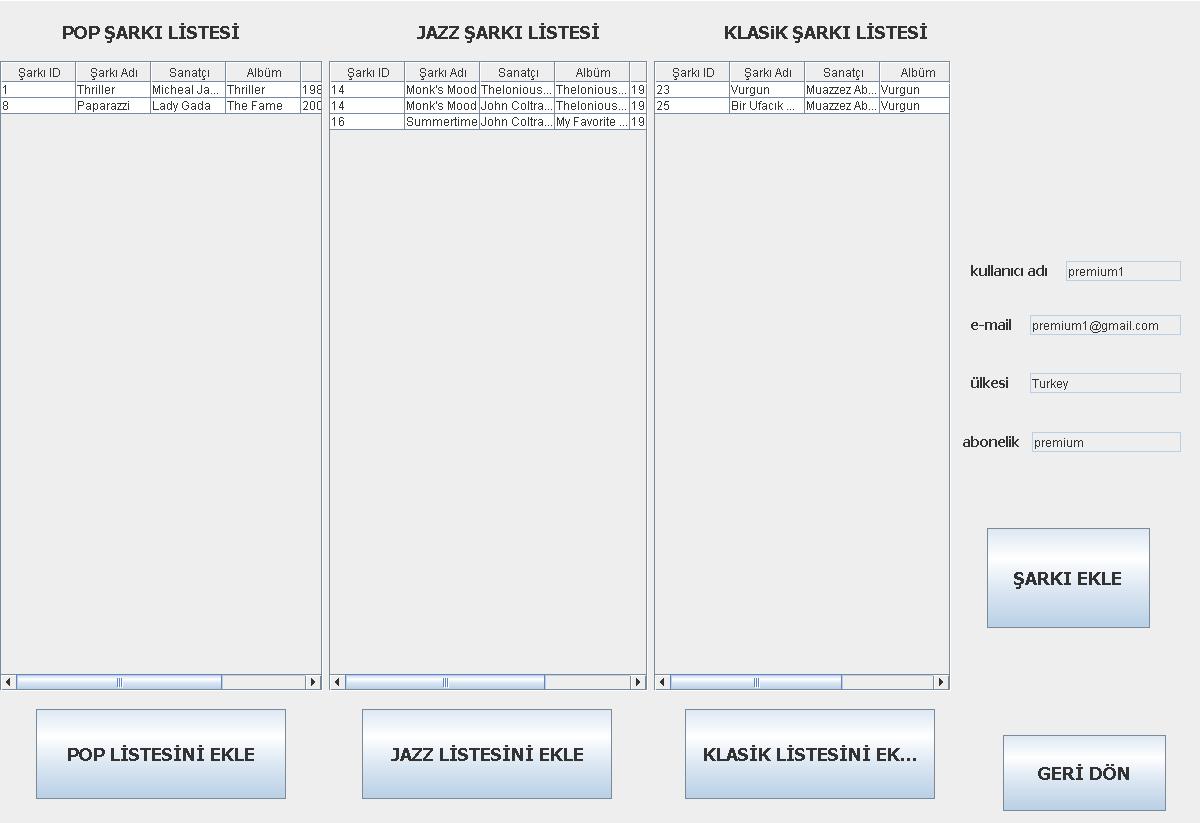 POP ŞARKI LİSTESİ
JAZZ ŞARKI LİSTESİ
KLASiK ŞARKI LİSTESİ
Şarkı ID Şarkı Adı Sanatçı Albüm
1 Thriller Micheal Ja... Thriller 198
8 Paparazzi Lady Gada The Fame 200
Şarkı ID Şarkı Adı Sanatçı Albüm
14 Monk's Mood Thelonious... Thelonious... 19
14 Monk's Mood John Coltra... Thelonious... 19
16 Summertime John Coltra... My Favorite ... 19
Şarkı ID Şarkı Adı Sanatçı Albüm
23 Vurgun Muazzez Ab... Vurgun
25 Bir Ufacık ... Muazzez Ab... Vurgun
kullanıcı adı premium1
e-mail premium1@gmail.com
ülkesi Turkey
abonelik premium
ŞARKI EKLE
POP LİSTESİNİ EKLE
JAZZ LİSTESİNİ EKLE
KLASİK LİSTESİNİ EK...
GERİ DÖN